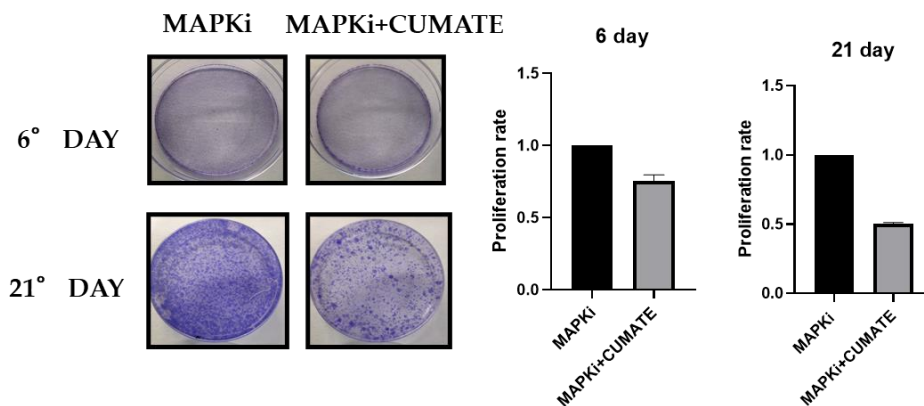 MAPKi
MAPKi+CUMATE
6° DAY
21° DAY
6 day
Proliferation rate
1.5
1.0
0.5
0.0
MAPKi
MAPKi+CUMATE
21 day
Proliferation rate
1.5
1.0
0.5
0.0
MAPKi
MAPKi+CUMATE